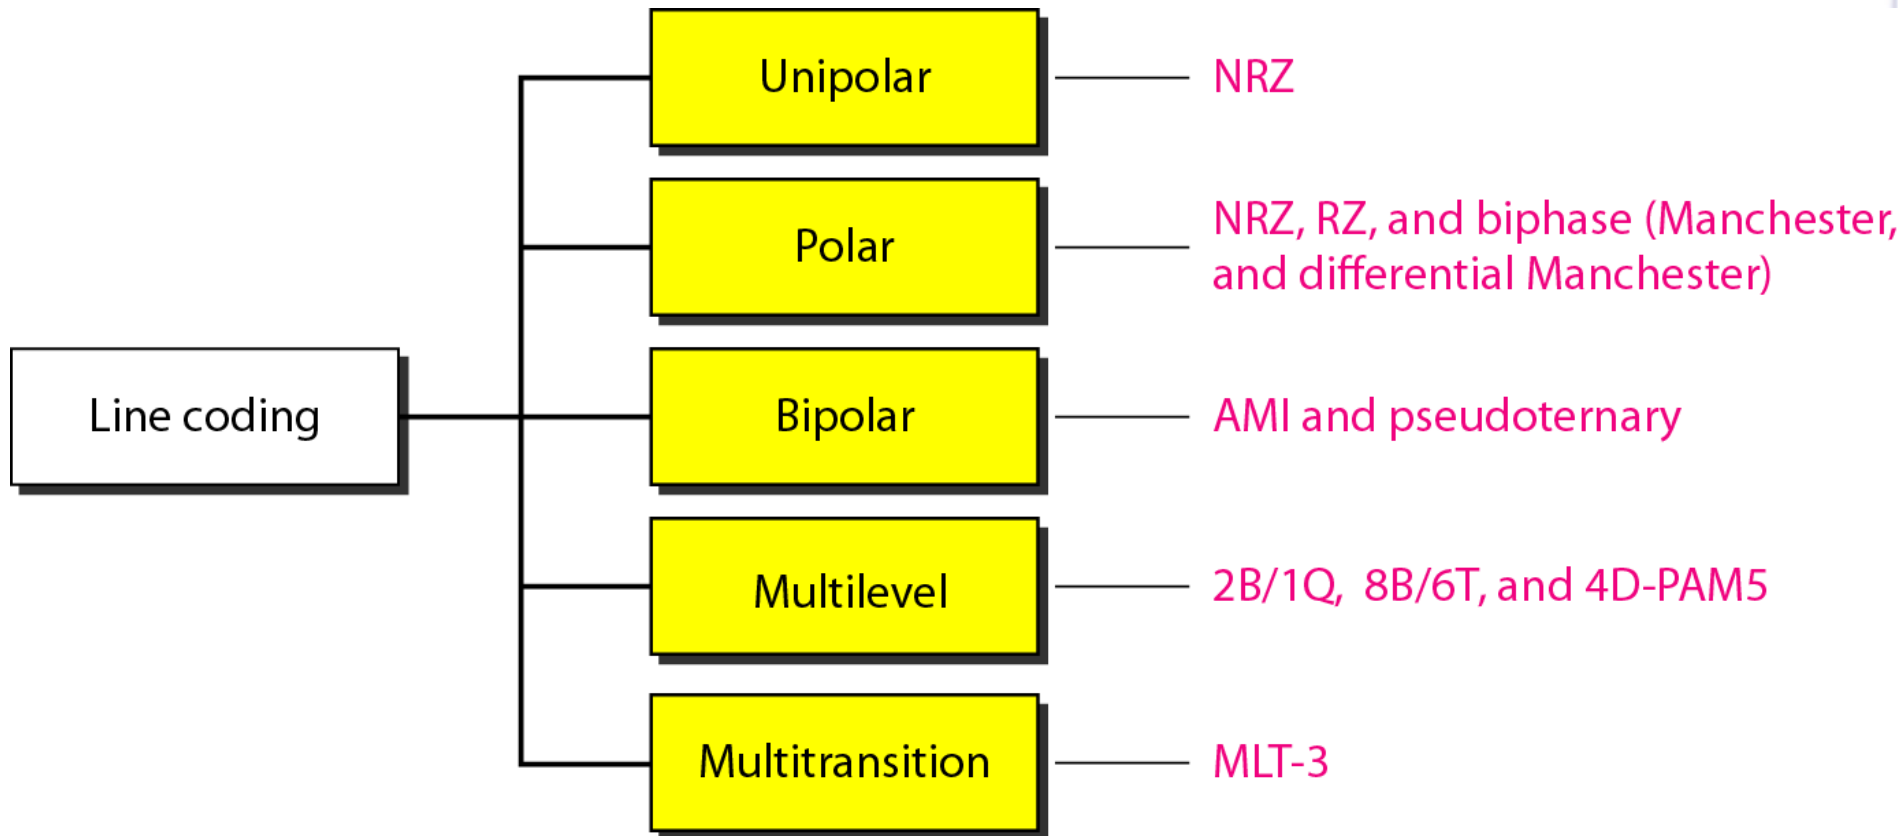 Unipolar
NRZ
Polar
NRZ, RZ, and biphase (Manchester,
and differential Manchester)
Line coding
Bipolar
AMI and pseudoternary
Multilevel
2B/1Q, 8B/6T, and 4D-PAM5
Multitransition
MLT-3